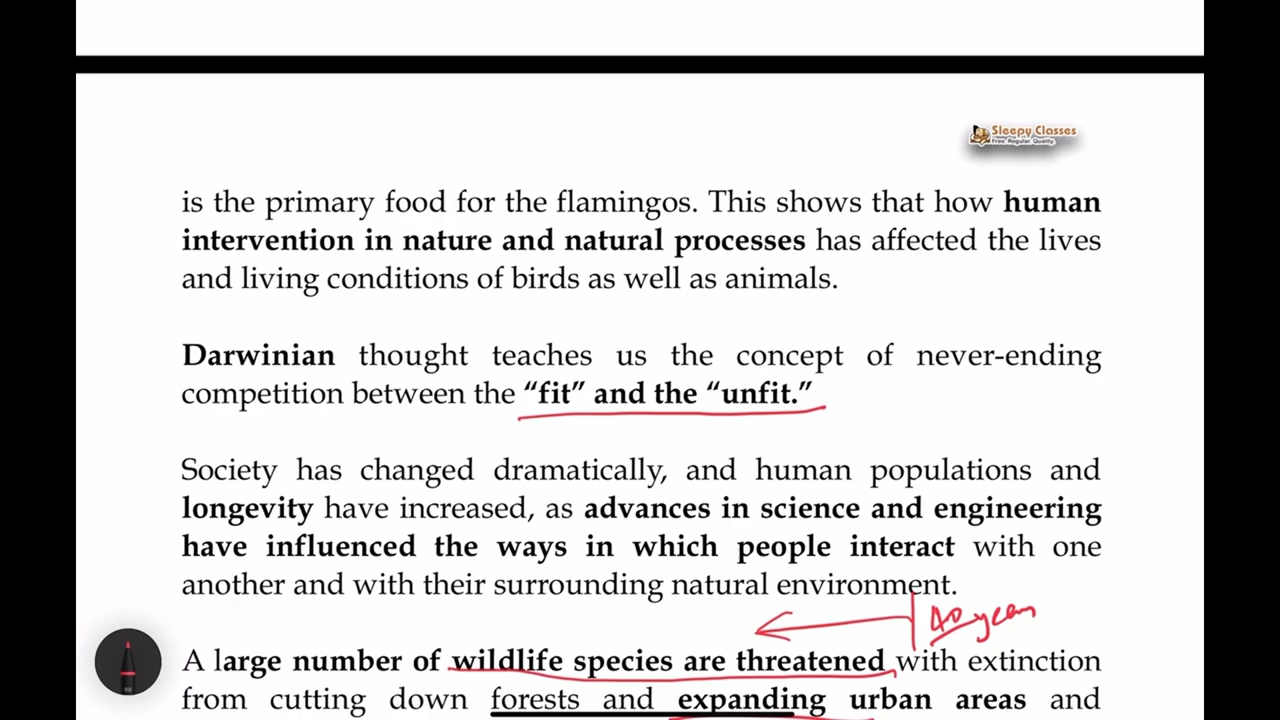 Sleepy Classes
Free. Regular. Quality.
is the primary food for the flamingos. This shows that how human
intervention in nature and natural processes has affected the lives
and living conditions of birds as well as animals.
Darwinian thought teaches us the concept of never-ending
competition between the “fit” and the “unfit.”
Society has changed dramatically, and human populations and
longevity have increased, as advances in science and engineering
have influenced the ways in which people interact with one
another and with their surrounding natural environment.
40 years
A large number of wildlife species are threatened with extinction
from cutting down forests and expanding urban areas and